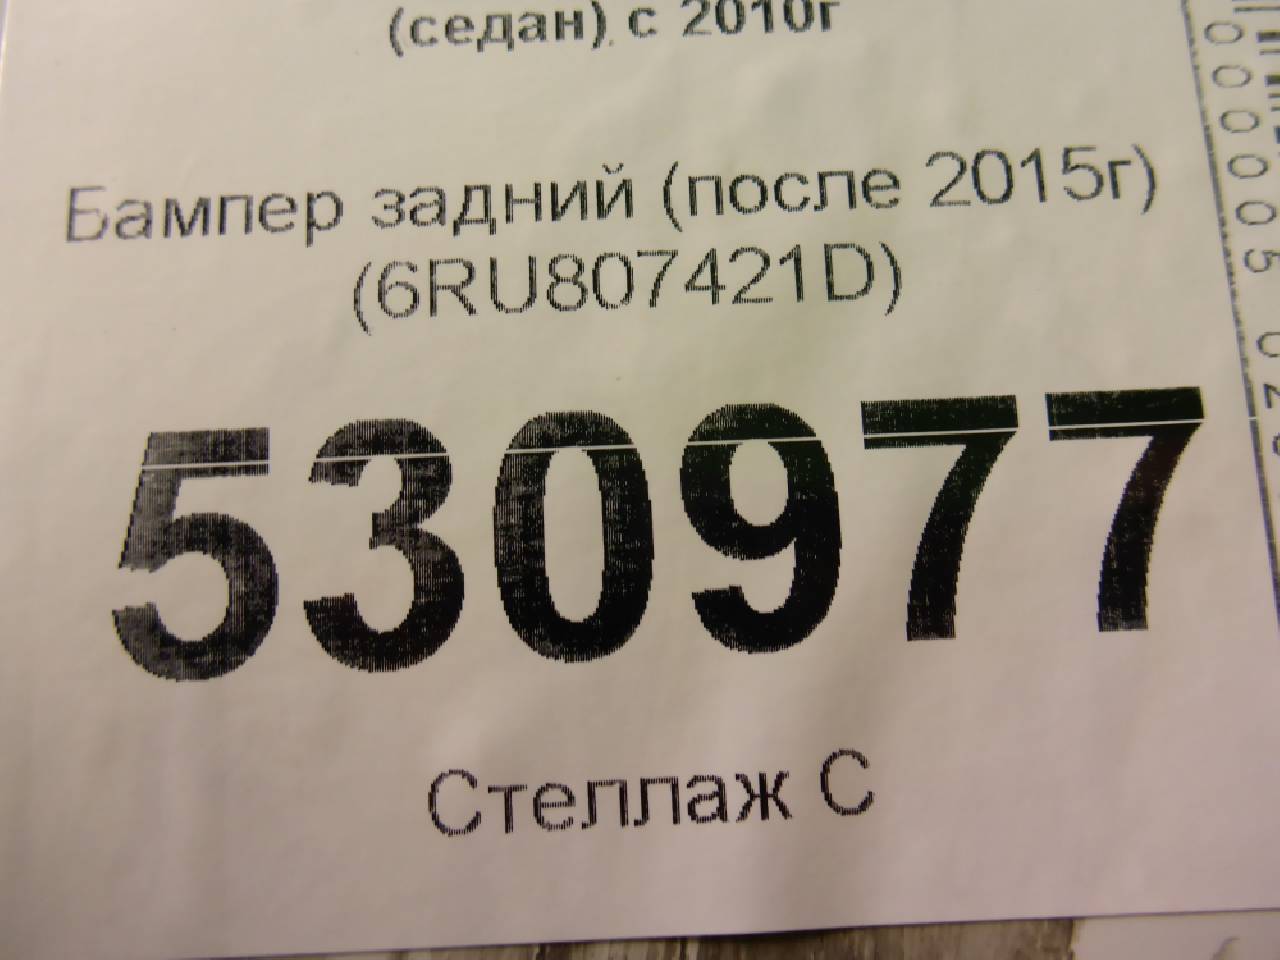 (седан) с 2010г
Бампер задний (после 2015г)
(6RU807421D)
530977
Стеллаж С